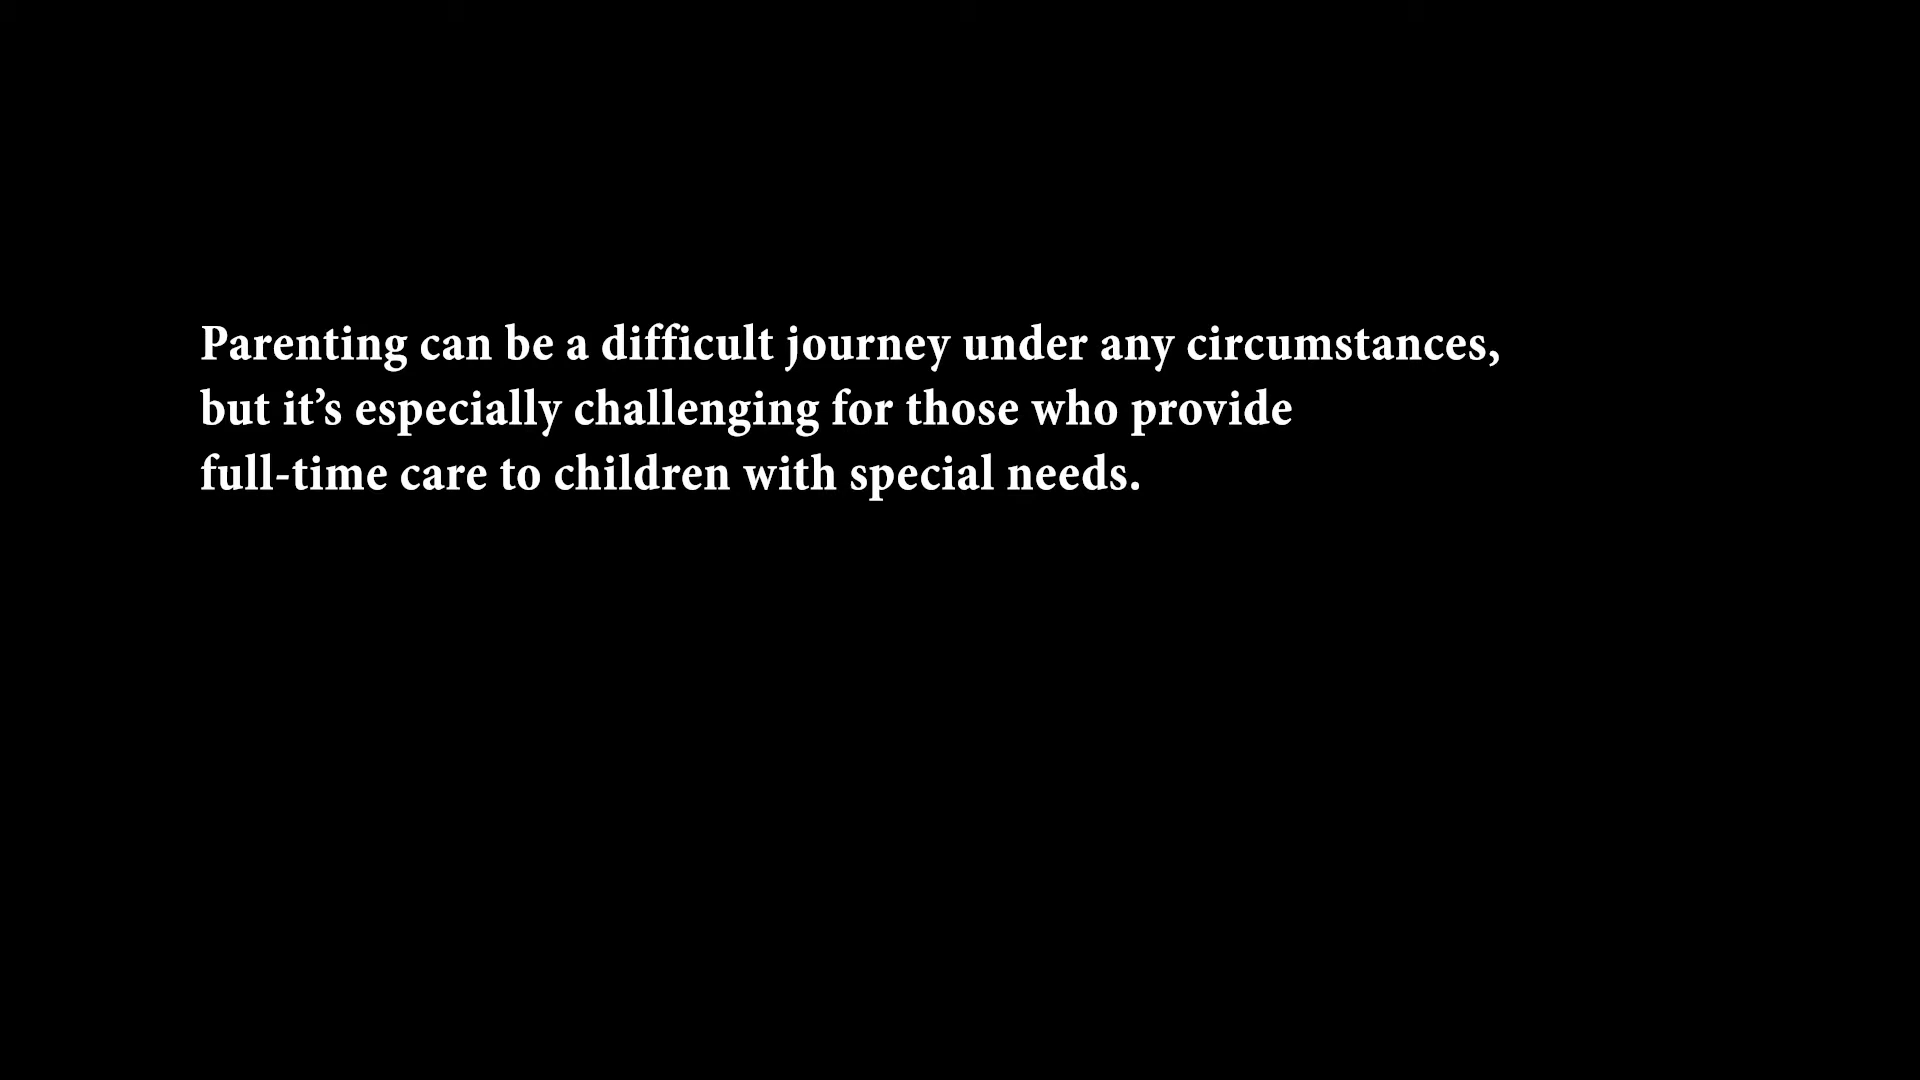 Parenting can be a difficult journey under any circumstances,
but it’s especially challenging for those who provide
full-time care to children with special needs.